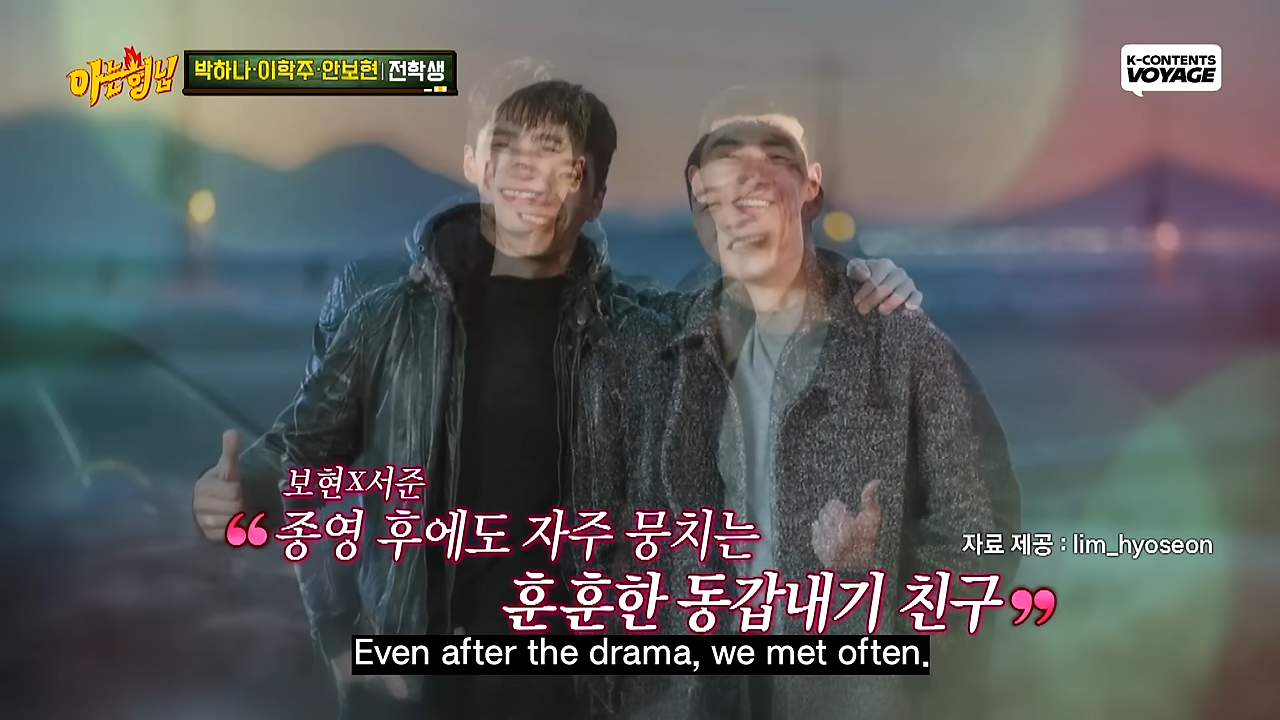 아는형님
박하나·이학주·안보현 | 전학생
K-CONTENTS
VOYAGE
보현X서준
“종영 후에도 자주 뭉치는
훈훈한 동갑내기 친구”
자료 제공 : lim_hyoseon
Even after the drama, we met often.